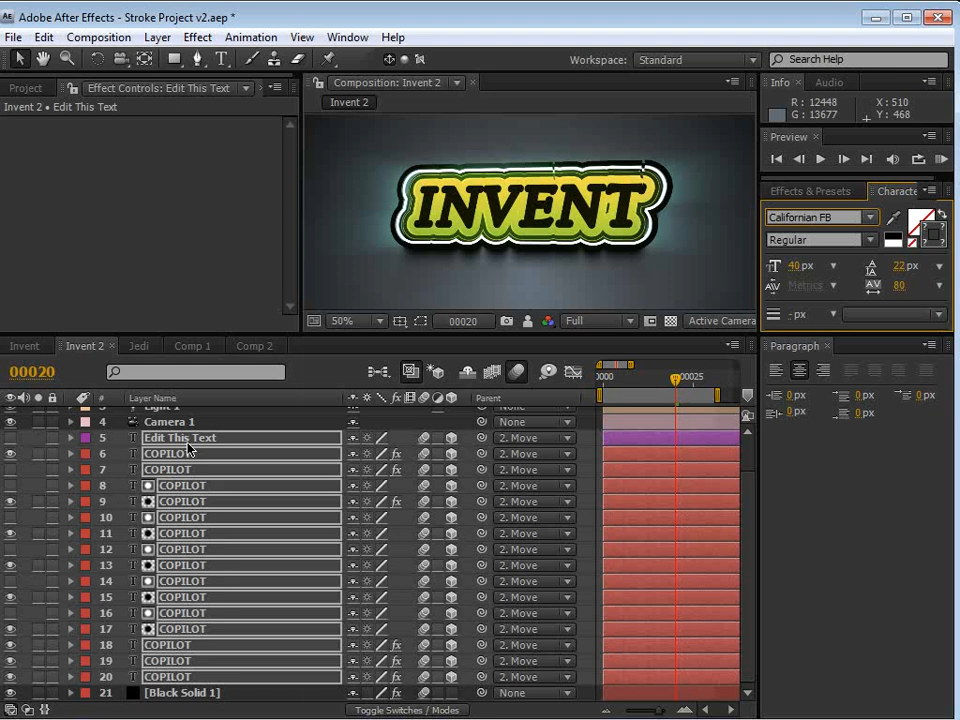 Adobe After Effects - Stroke Project v2.aep *
File Edit Composition Layer Effect Animation View Window Help
Workspace: Standard Search Help
Project Effect Controls: Edit This Text Composition: Invent 2 Info Audio
Invent 2 • Edit This Text
Invent 2
R : 12448 X : 510
G : 13677 Y : 468
Preview
INVENT
Effects & Presets Characte
Californian FB
Regular
40 px 22 px
Metrics 80
- px
50% 00020 Full Active Camera
Invent Invent 2 Jedi Comp 1 Comp 2 Paragraph
00020 0000 00025
0 px 0 px 0 px
0 px 0 px
# Layer Name Parent
Light 1 None
4 Camera 1 None
5 Edit This Text 2. Move
6 COPILOT 2. Move
7 COPILOT 2. Move
8 COPILOT 2. Move
9 COPILOT 2. Move
10 COPILOT 2. Move
11 COPILOT 2. Move
12 COPILOT 2. Move
13 COPILOT 2. Move
14 COPILOT 2. Move
15 COPILOT 2. Move
16 COPILOT 2. Move
17 COPILOT 2. Move
18 COPILOT 2. Move
19 COPILOT 2. Move
20 COPILOT 2. Move
21 [Black Solid 1] None
Toggle Switches / Modes